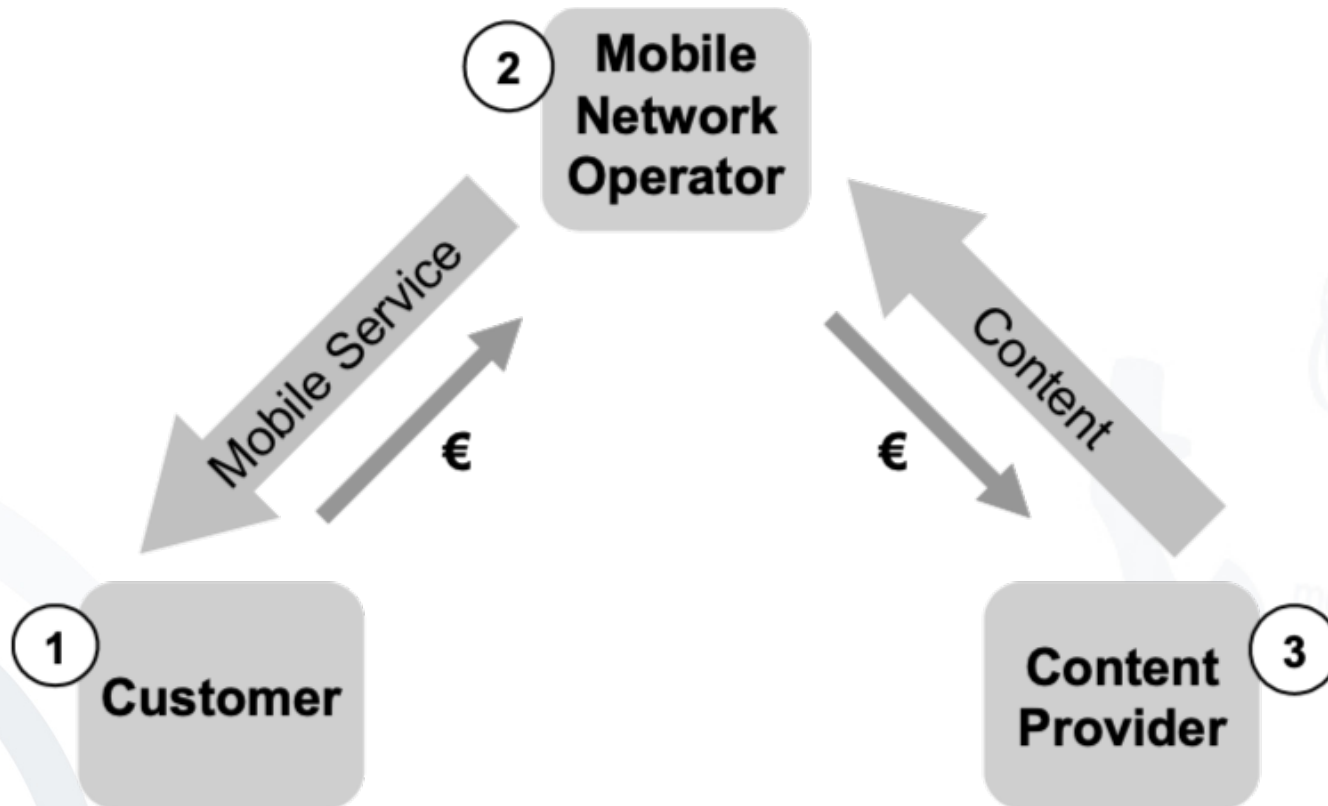 2
Mobile
Network
Operator
Mobile Service
€
€
Content
1
Customer
Content
Provider
3